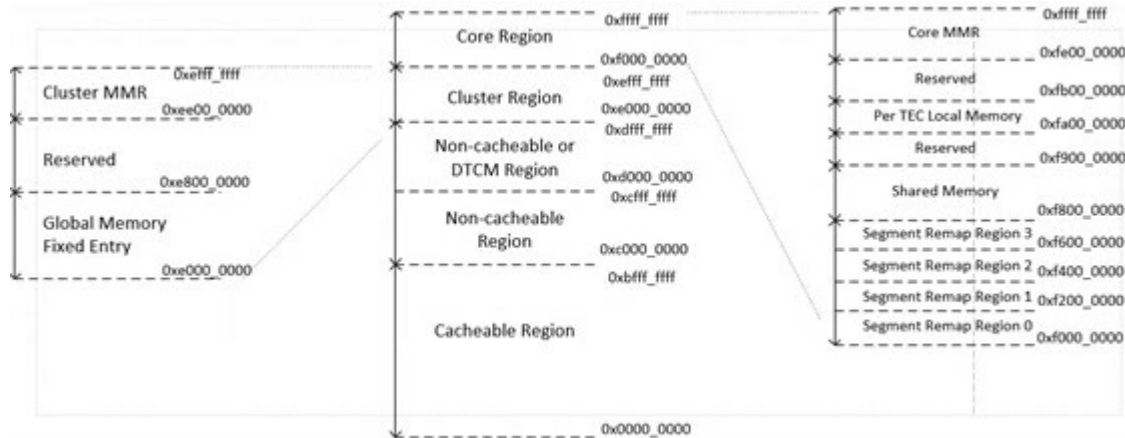 0xefff_ffff
Cluster MMR
0xee00_0000
Reserved
0xe800_0000
Global Memory
Fixed Entry
0xe000_0000
0xffff_ffff
Core Region
0xf000_0000
0xefff_ffff
Cluster Region
0xe000_0000
0xdfff_ffff
Non-cacheable or
DTCM Region
0xd000_0000
0xcfff_ffff
Non-cacheable
Region
0xc000_0000
0xbfff_ffff
Cacheable Region
0x0000_0000
0xffff_ffff
Core MMR
0xfe00_0000
Reserved
0xfb00_0000
Per TEC Local Memory
0xfa00_0000
Reserved
0xf900_0000
Shared Memory
0xf800_0000
Segment Remap Region 3
0xf600_0000
Segment Remap Region 2
0xf400_0000
Segment Remap Region 1
0xf200_0000
Segment Remap Region 0
0xf000_0000